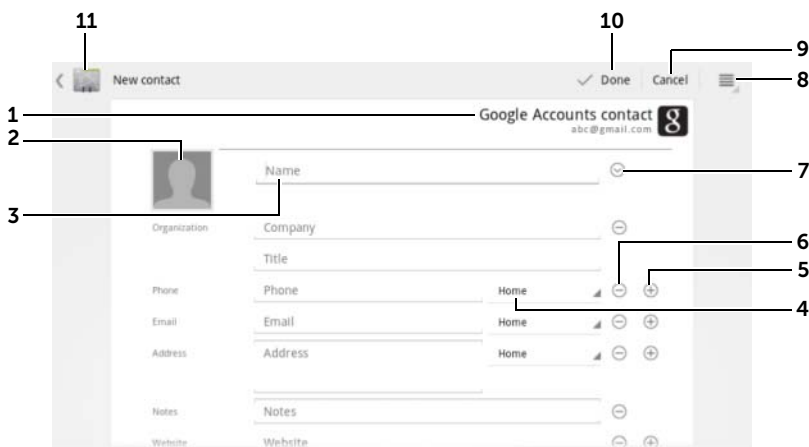 11 10 9
New contact Done Cancel 8
1 Google Accounts contact g
abc@gmail.com
2
Name 7
3
Organization Company
Title 6
5
Phone Phone Home
4
Email Email Home
Address Address Home
Notes Notes
Website Website